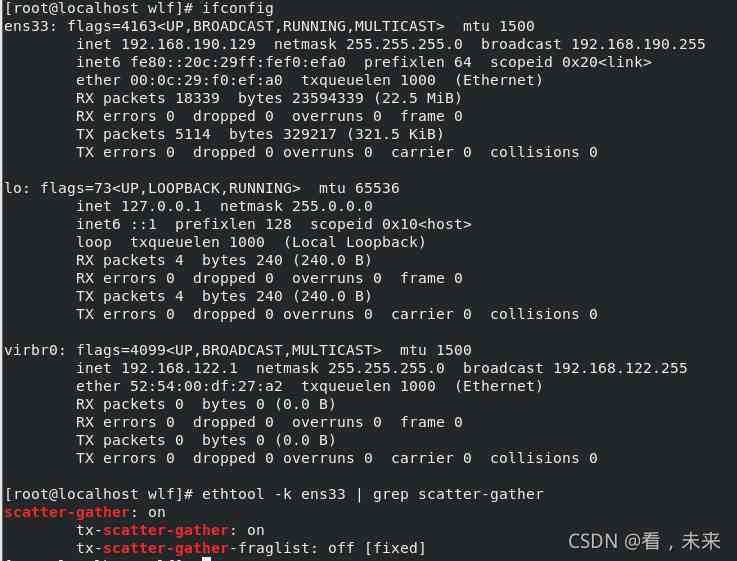 [root@localhost wlf]# ifconfig
ens33: flags=4163<UP,BROADCAST,RUNNING,MULTICAST>  mtu 1500
        inet 192.168.190.129  netmask 255.255.255.0  broadcast 192.168.190.255
        inet6 fe80::20c:29ff:fef0:efa0  prefixlen 64  scopeid 0x20<link>
        ether 00:0c:29:f0:ef:a0  txqueuelen 1000  (Ethernet)
        RX packets 18339  bytes 23594339 (22.5 MiB)
        RX errors 0  dropped 0  overruns 0  frame 0
        TX packets 5114  bytes 329217 (321.5 KiB)
        TX errors 0  dropped 0 overruns 0  carrier 0  collisions 0

lo: flags=73<UP,LOOPBACK,RUNNING>  mtu 65536
        inet 127.0.0.1  netmask 255.0.0.0
        inet6 ::1  prefixlen 128  scopeid 0x10<host>
        loop  txqueuelen 1000  (Local Loopback)
        RX packets 4  bytes 240 (240.0 B)
        RX errors 0  dropped 0  overruns 0  frame 0
        TX packets 4  bytes 240 (240.0 B)
        TX errors 0  dropped 0 overruns 0  carrier 0  collisions 0

virbr0: flags=4099<UP,BROADCAST,MULTICAST>  mtu 1500
        inet 192.168.122.1  netmask 255.255.255.0  broadcast 192.168.122.255
        ether 52:54:00:df:27:a2  txqueuelen 1000  (Ethernet)
        RX packets 0  bytes 0 (0.0 B)
        RX errors 0  dropped 0  overruns 0  frame 0
        TX packets 0  bytes 0 (0.0 B)
        TX errors 0  dropped 0 overruns 0  carrier 0  collisions 0

[root@localhost wlf]# ethtool -k ens33 | grep scatter-gather
scatter-gather: on
        tx-scatter-gather: on
        tx-scatter-gather-fraglist: off [fixed]
CSDN @看，未来